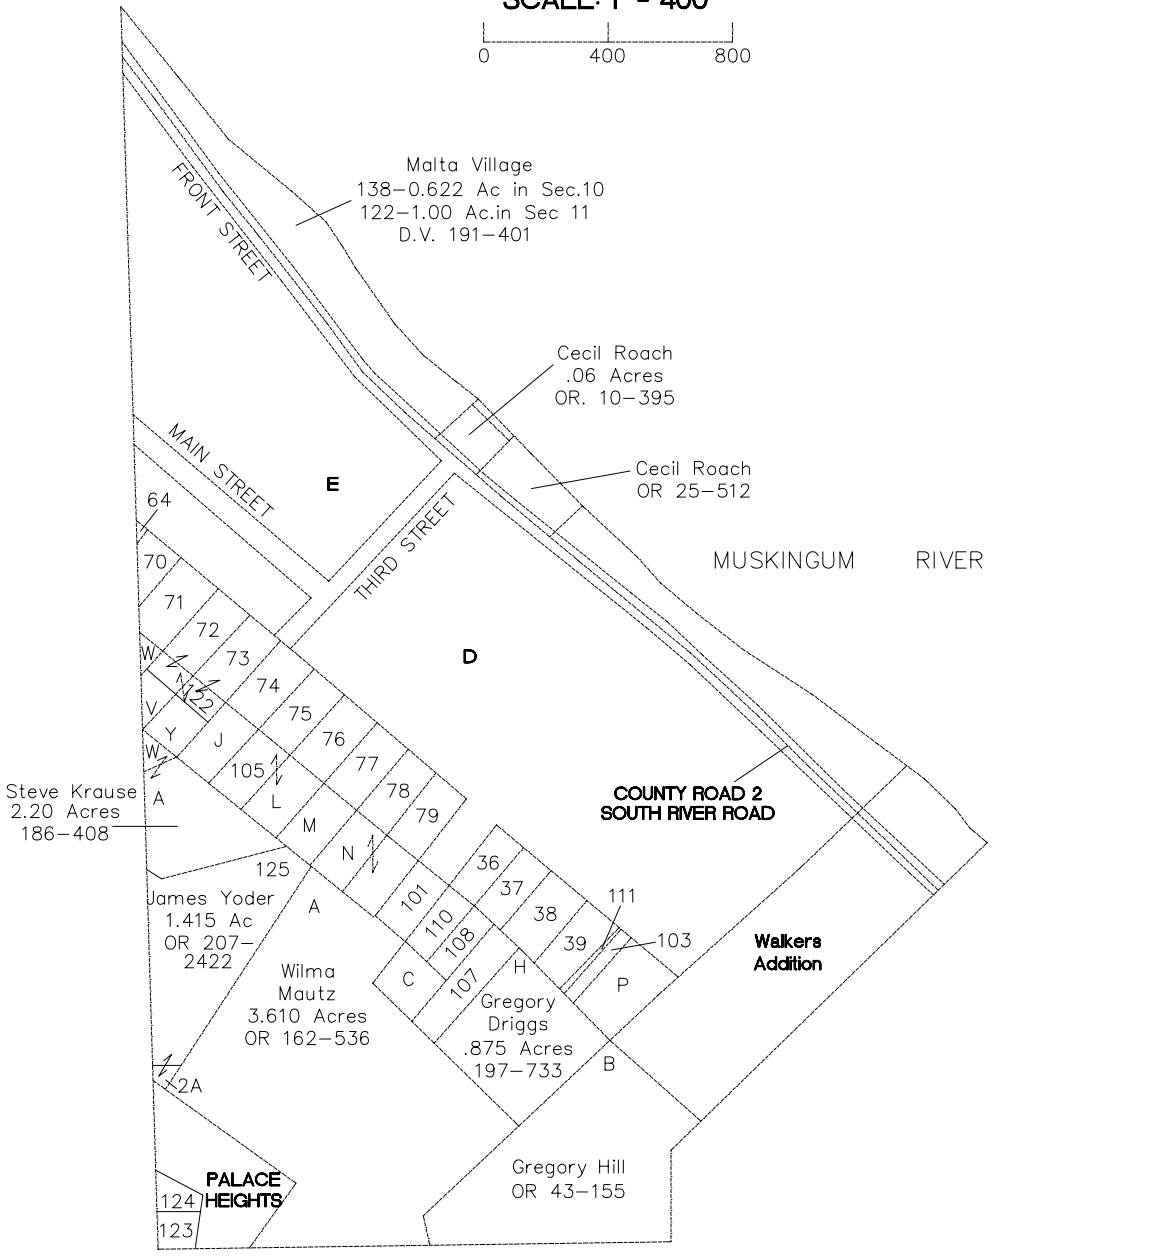 SCALE: 1" = 400'
0 400 800
Malta Village
138-0.622 Ac in Sec.10
122-1.00 Ac.in Sec 11
D.V. 191-401
FRONT STREET
Cecil Roach
.06 Acres
OR. 10-395
MAIN STREET
E
Cecil Roach
OR 25-512
64
THIRD STREET
MUSKINGUM RIVER
70
71
72
W
73
D
74
122
V
75
Y
J
76
W
77
105
78
Steve Krause
2.20 Acres
186-408
A
L
COUNTY ROAD 2
SOUTH RIVER ROAD
79
M
N
36
125
37
James Yoder
1.415 Ac
OR 207-
2422
A
101
38
111
110
39
103
108
Walkers
Addition
Wilma
Mautz
3.610 Acres
OR 162-536
C
107
H
P
Gregory
Driggs
.875 Acres
197-733
B
2A
PALACE
HEIGHTS
Gregory Hill
OR 43-155
124
123